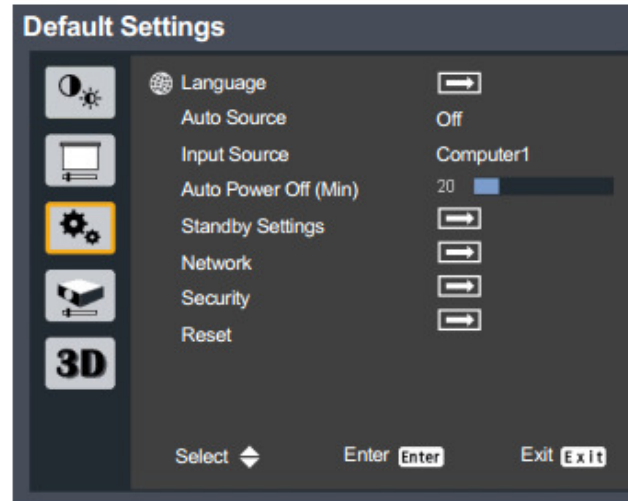 Default Settings
Language
Auto Source Off
Input Source Computer1
Auto Power Off (Min) 20
Standby Settings
Network
Security
Reset
3D
Select Enter Enter Exit Exit